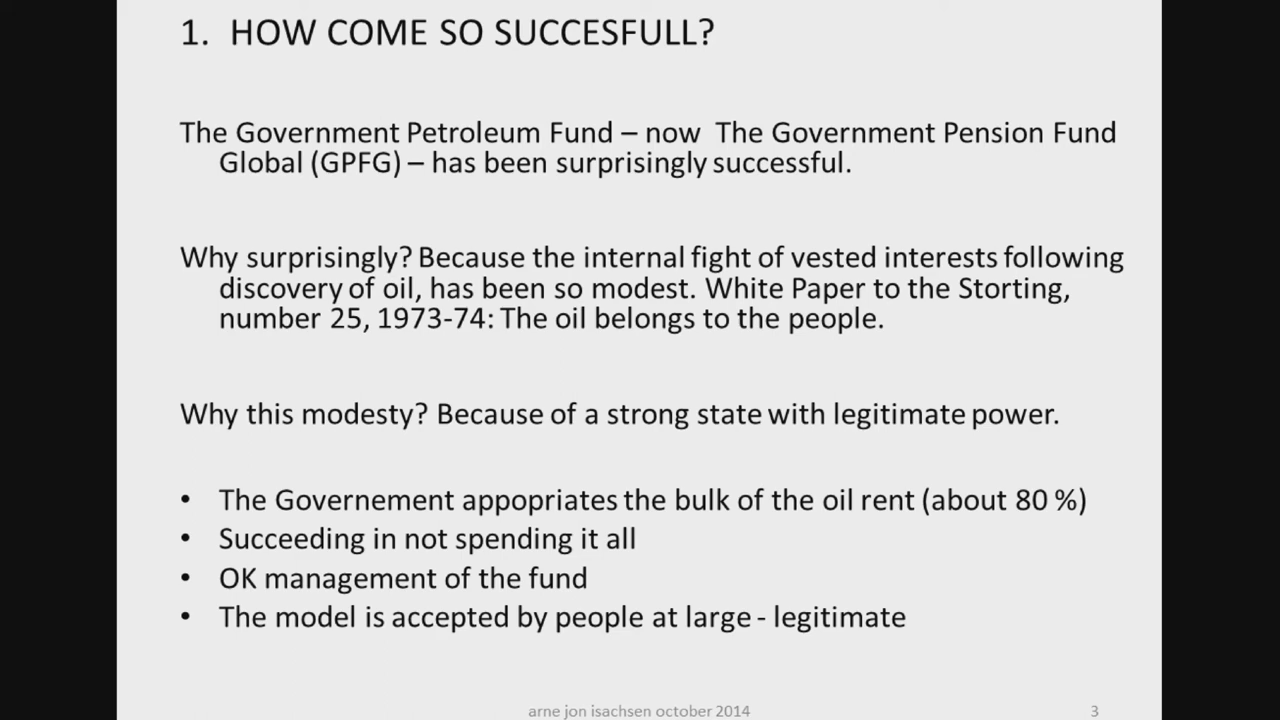 1. HOW COME SO SUCCESFULL?
The Government Petroleum Fund – now The Government Pension Fund
Global (GPFG) – has been surprisingly successful.
Why surprisingly? Because the internal fight of vested interests following
discovery of oil, has been so modest. White Paper to the Storting,
number 25, 1973-74: The oil belongs to the people.
Why this modesty? Because of a strong state with legitimate power.
• The Governement appopriates the bulk of the oil rent (about 80 %)
• Succeeding in not spending it all
• OK management of the fund
• The model is accepted by people at large - legitimate
arne jon isachsen october 2014 3